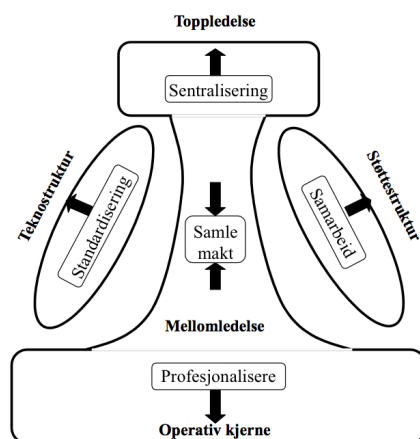 Toppledelse
Sentralisering
Teknostruktur
Standardisering
Samle
makt
Samarbeid
Støttestruktur
Mellomledelse
Profesjonalisere
Operativ kjerne